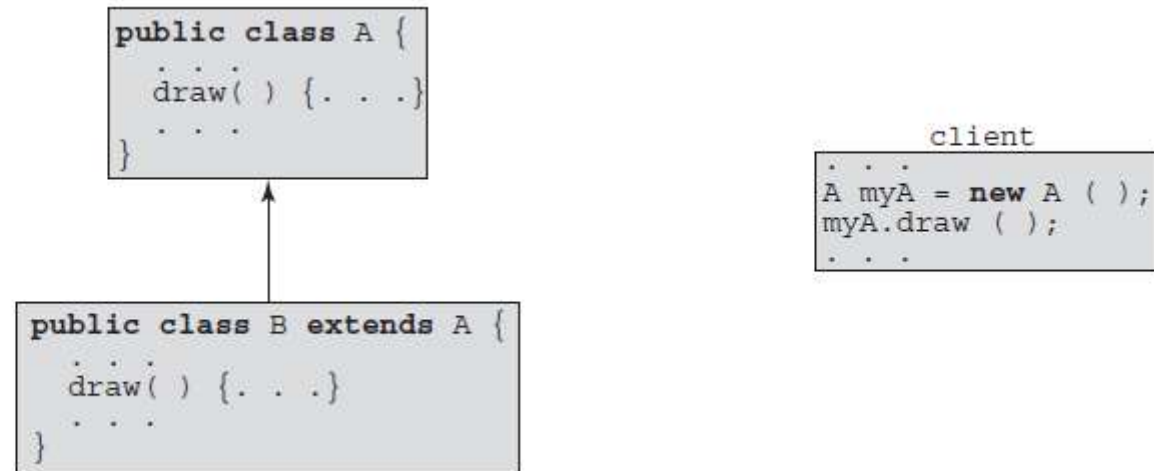 public class A {
. . .
draw( ) {. . .}
. . .
}
client
. . .
A myA = new A ( );
myA.draw ( );
. . .
public class B extends A {
. . .
draw( ) {. . .}
. . .
}